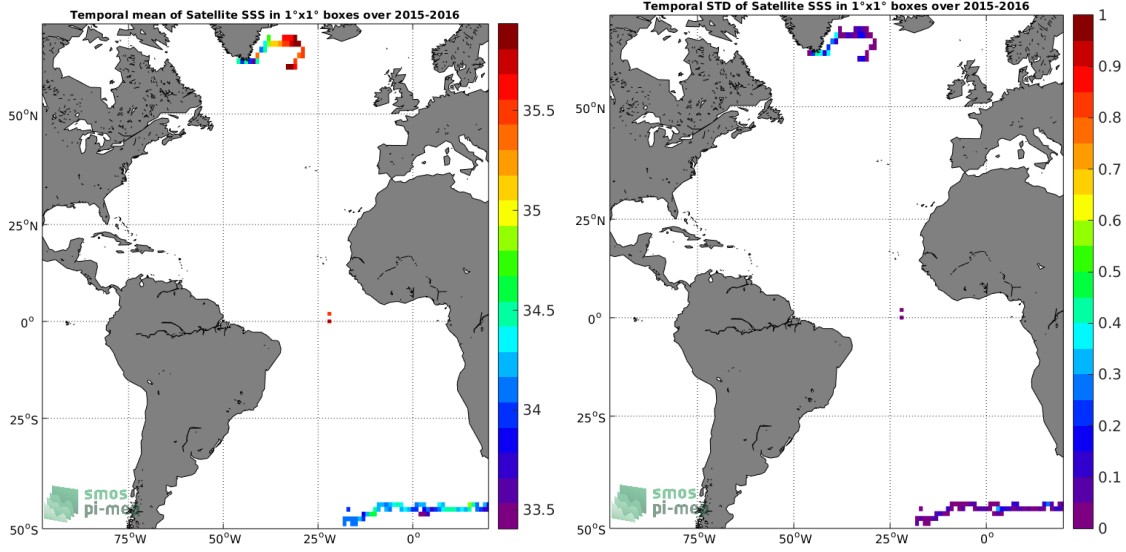 Temporal mean of Satellite SSS in 1°x1° boxes over 2015-2016
50°N
25°N
0°
25°S
50°S
75°W
50°W
25°W
0°
35.5
35
34.5
34
33.5
smos
pi-mep
Temporal STD of Satellite SSS in 1°x1° boxes over 2015-2016
50°N
25°N
0°
25°S
50°S
75°W
50°W
25°W
0°
1
0.9
0.8
0.7
0.6
0.5
0.4
0.3
0.2
0.1
0
smos
pi-mep